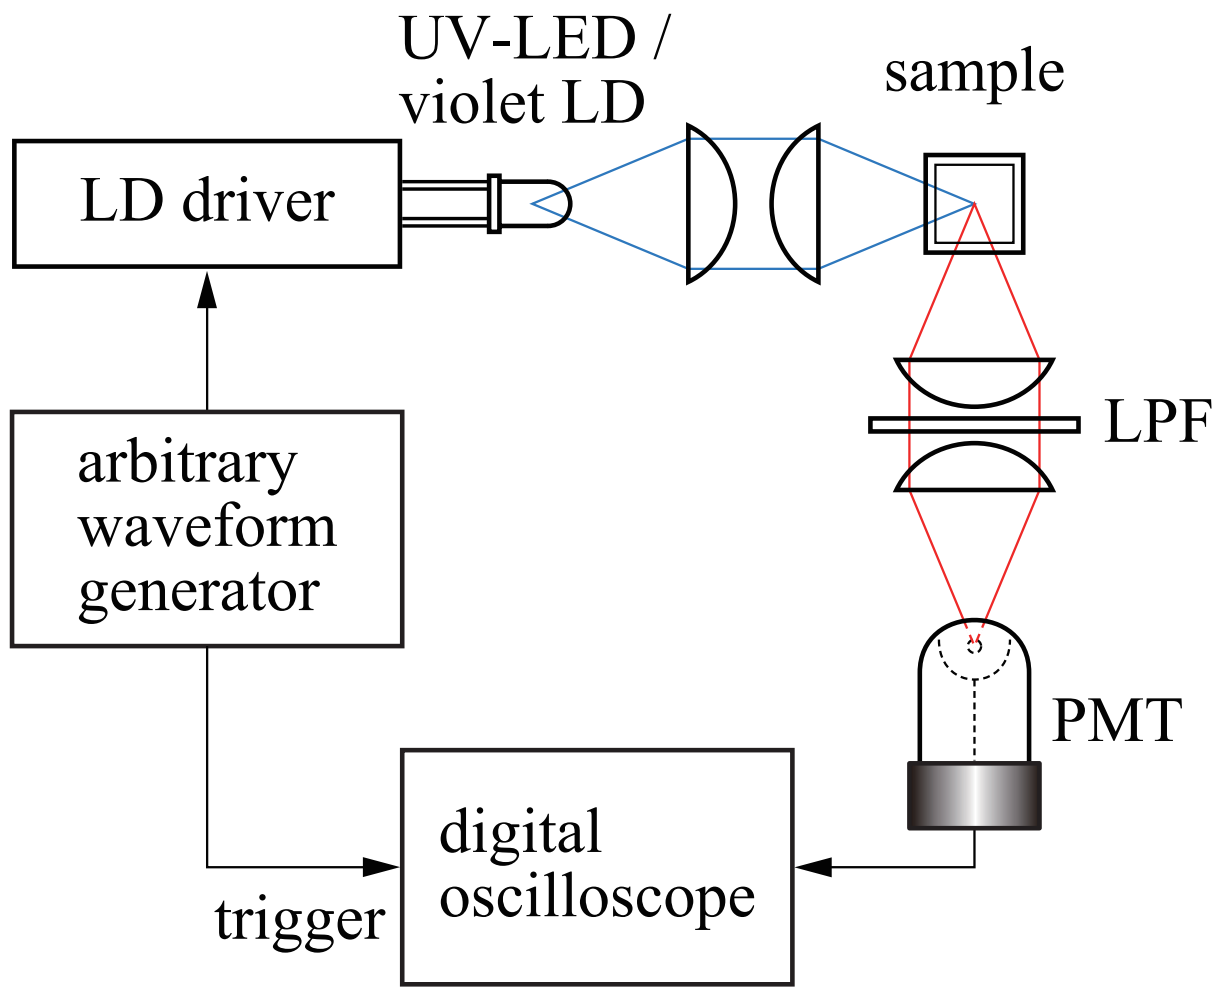 UV-LED /
violet LD
sample
LD driver
LPF
arbitrary
waveform
generator
PMT
digital
oscilloscope
trigger